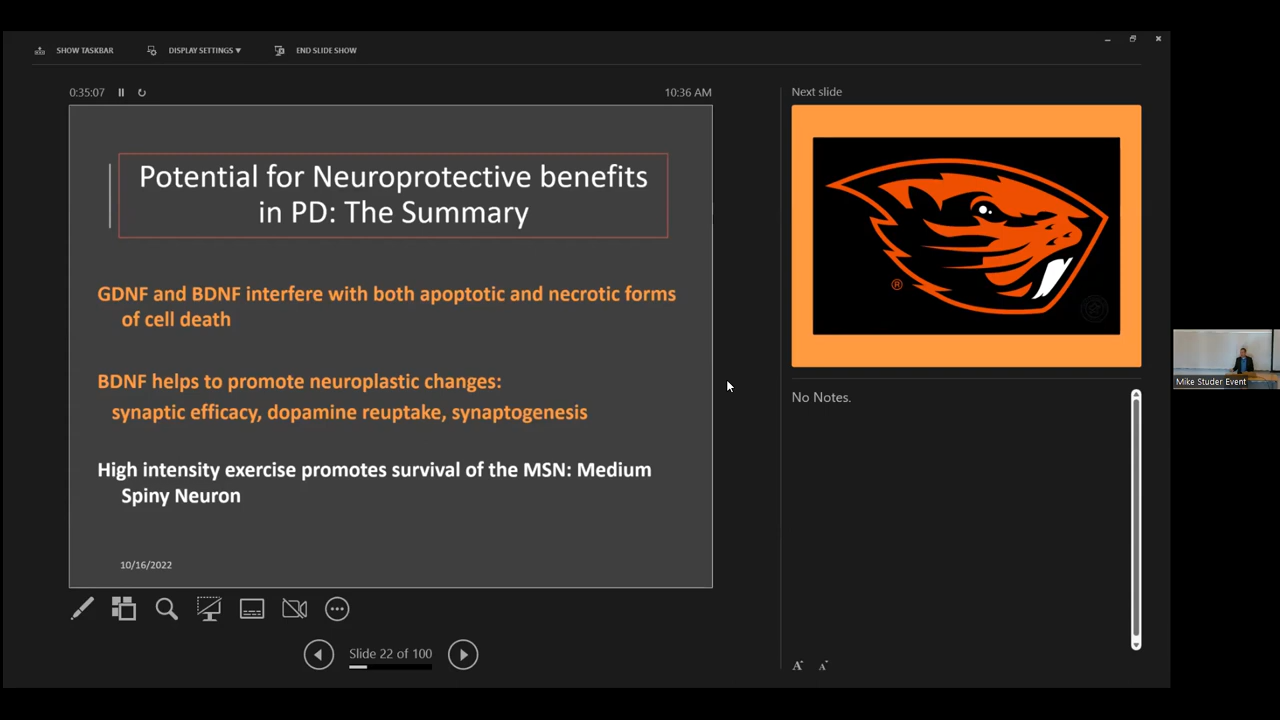 SHOW TASKBAR
DISPLAY SETTINGS ▾
END SLIDE SHOW
0:35:07
10:36 AM
Potential for Neuroprotective benefits
in PD: The Summary
GDNF and BDNF interfere with both apoptotic and necrotic forms
of cell death
BDNF helps to promote neuroplastic changes:
synaptic efficacy, dopamine reuptake, synaptogenesis
High intensity exercise promotes survival of the MSN: Medium
Spiny Neuron
10/16/2022
Slide 22 of 100
Next slide
®
No Notes.
A
A
Mike Studer Event